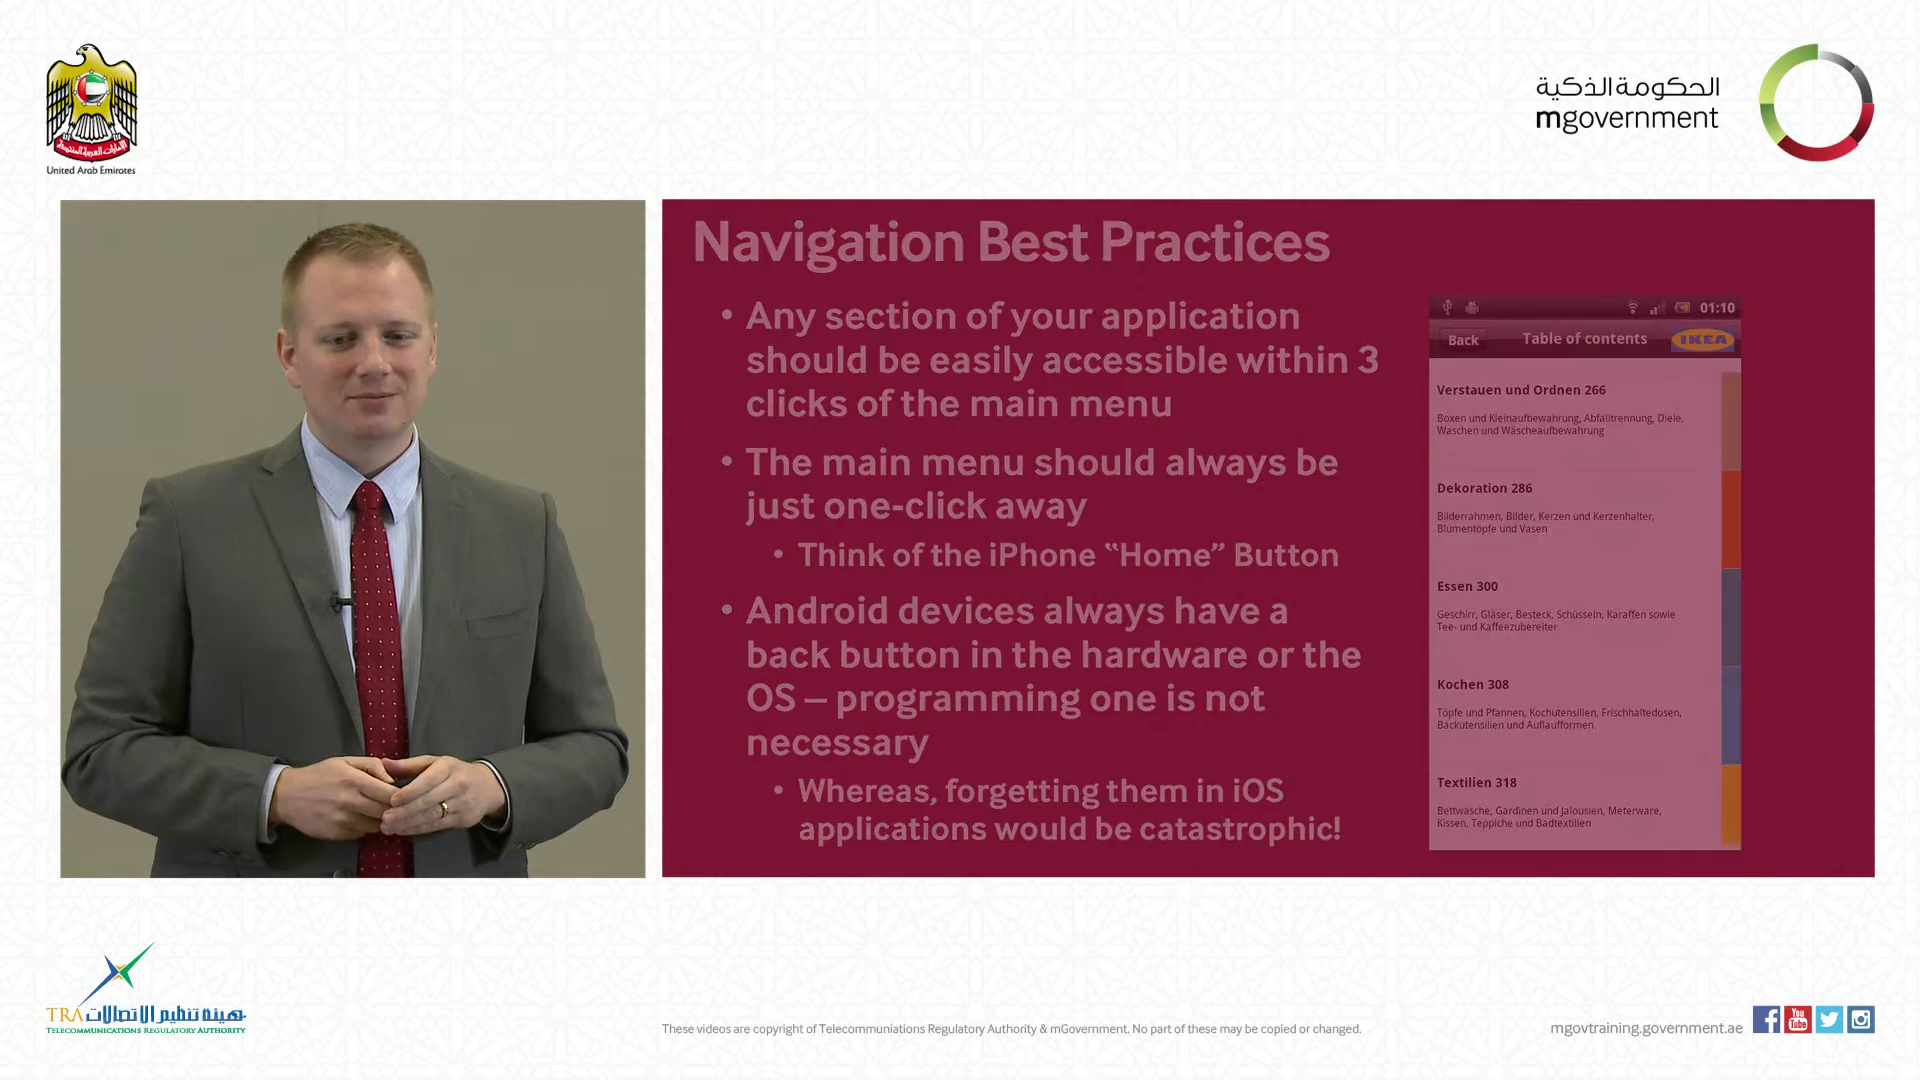 الحكومة الذكية
mgovernment
United Arab Emirates
Navigation Best Practices
• Any section of your application
should be easily accessible within 3
clicks of the main menu
• The main menu should always be
just one-click away
• Think of the iPhone “Home” Button
• Android devices always have a
back button in the hardware or the
OS – programming one is not
necessary
• Whereas, forgetting them in iOS
applications would be catastrophic!
01:10
Back
Table of contents
IKEA
Verstauen und Ordnen 266
Boxen und Kleinaufbewahrung, Abfalltrennung, Diele,
Waschen und Wäscheaufbewahrung
Dekoration 286
Bilderrahmen, Bilder, Kerzen und Kerzenhalter,
Blumentöpfe und Vasen
Essen 300
Geschirr, Gläser, Besteck, Schüsseln, Karaffen sowie
Tee- und Kaffeezubereiter
Kochen 308
Töpfe und Pfannen, Kochutensilien, Frischhaltedosen,
Backutensilien und Auflaufformen
Textilien 318
Bettwäsche, Gardinen und Jalousien, Meterware,
Kissen, Teppiche und Badtextilien
TRA هيئة تنظيم الاتصالات
TELECOMMUNICATIONS REGULATORY AUTHORITY
These videos are copyright of Telecommuniations Regulatory Authority & mGovernment. No part of these may be copied or changed.
mgovtraining.government.ae
You
Tube